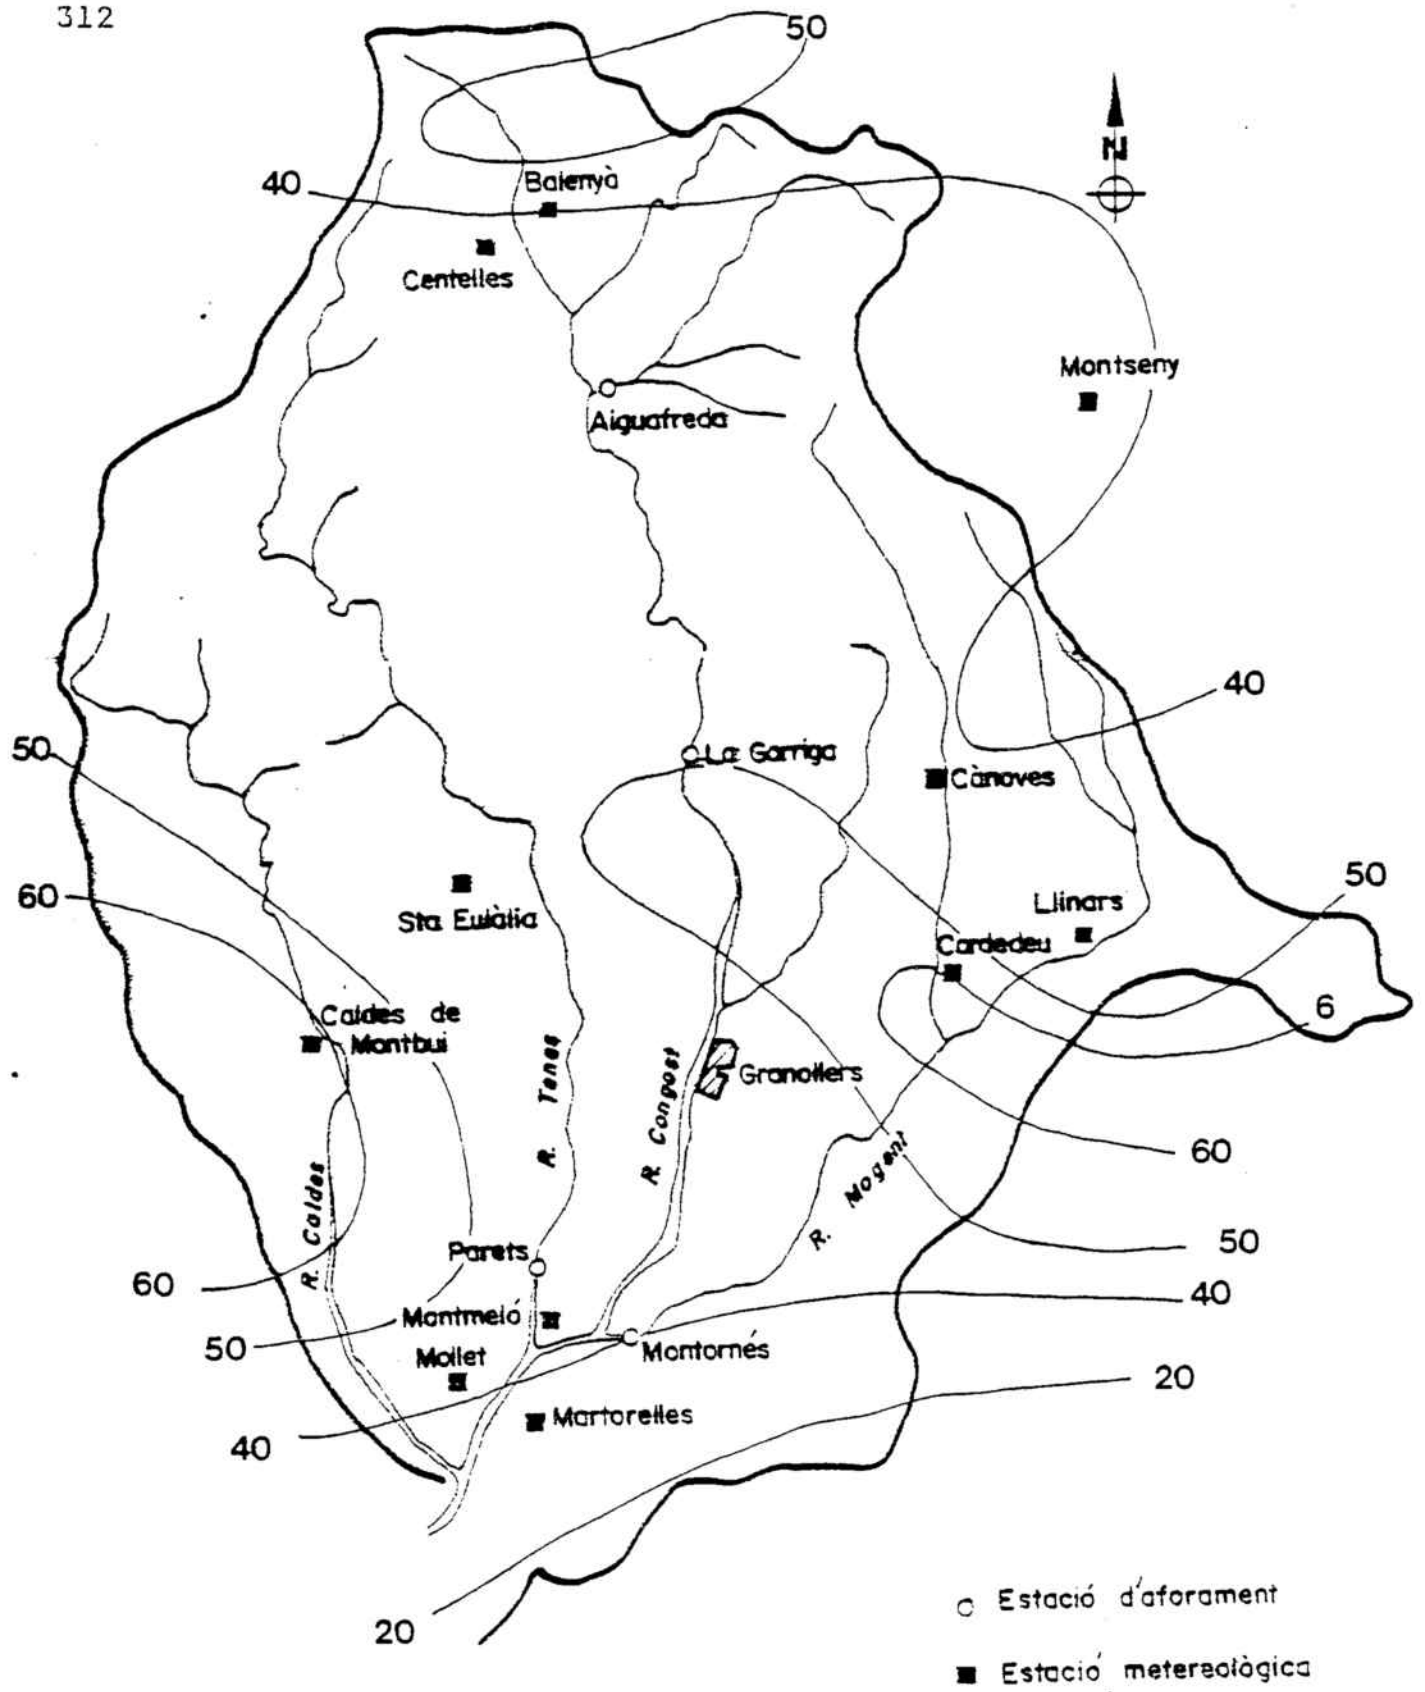 312
50
N
40
Balenyà
Centelles
Montseny
Aiguafreda
40
50
La Garriga
Cànoves
60
50
Llinars
Sta Eulàlia
Cardedeu
6
Caldes de
Montbui
R. Tenes
R. Congost
Granollers
60
R. Mogent
R. Caldes
Parets
50
60
40
Montmeló
50
Mollet
Montornés
20
Martorelles
40
20
Estació d'aforament
Estació metereològica